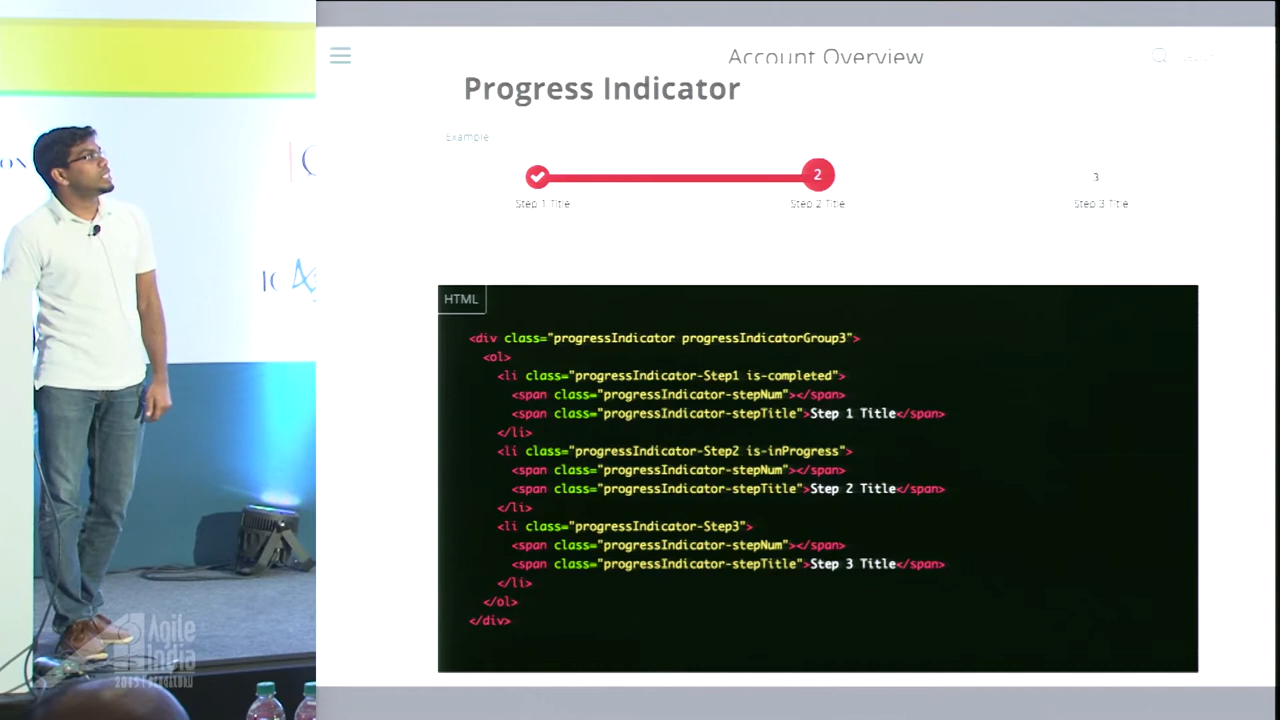 Account Overview
Progress Indicator
Example
2
3
Step 1 Title
Step 2 Title
Step 3 Title
HTML
<div class="progressIndicator progressIndicatorGroup3">
<ol>
<li class="progressIndicator-Step1 is-completed">
<span class="progressIndicator-stepNum"></span>
<span class="progressIndicator-stepTitle">Step 1 Title</span>
</li>
<li class="progressIndicator-Step2 is-inProgress">
<span class="progressIndicator-stepNum"></span>
<span class="progressIndicator-stepTitle">Step 2 Title</span>
</li>
<li class="progressIndicator-Step3">
<span class="progressIndicator-stepNum"></span>
<span class="progressIndicator-stepTitle">Step 3 Title</span>
</li>
</ol>
</div>
Agile
India